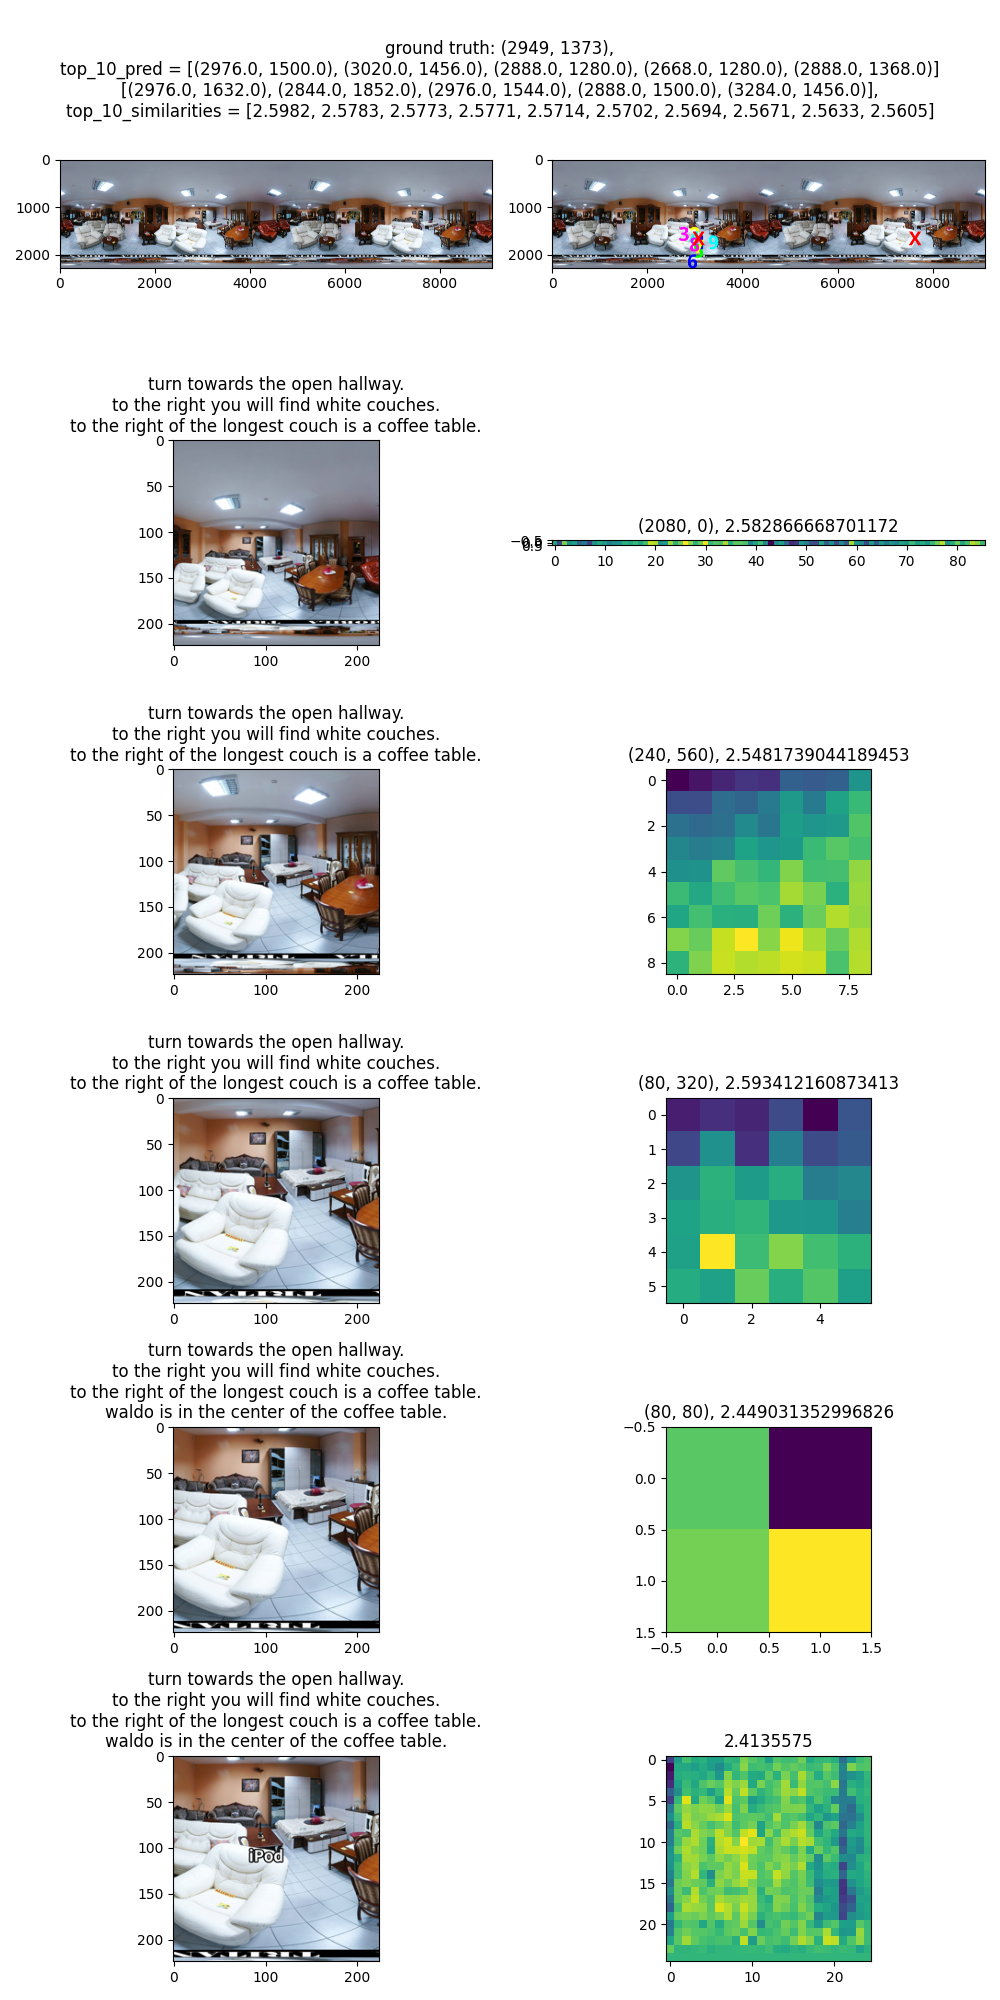 ground truth: (2949, 1373),
top_10_pred = [(2976.0, 1500.0), (3020.0, 1456.0), (2888.0, 1280.0), (2668.0, 1280.0), (2888.0, 1368.0)]
[(2976.0, 1632.0), (2844.0, 1852.0), (2976.0, 1544.0), (2888.0, 1500.0), (3284.0, 1456.0)],
top_10_similarities = [2.5982, 2.5783, 2.5773, 2.5771, 2.5714, 2.5702, 2.5694, 2.5671, 2.5633, 2.5605]
0
1000
2000
0 2000 4000 6000 8000
0
1000
2000
3 X 9 X
6
0 2000 4000 6000 8000
turn towards the open hallway.
to the right you will find white couches.
to the right of the longest couch is a coffee table.
0
50
100
150
200
0 100 200
(2080, 0), 2.582866668701172
0 10 20 30 40 50 60 70 80
turn towards the open hallway.
to the right you will find white couches.
to the right of the longest couch is a coffee table.
0
50
100
150
200
0 100 200
(240, 560), 2.5481739044189453
0
2
4
6
8
0.0 2.5 5.0 7.5
turn towards the open hallway.
to the right you will find white couches.
to the right of the longest couch is a coffee table.
0
50
100
150
200
0 100 200
(80, 320), 2.593412160873413
0
1
2
3
4
5
0 2 4
turn towards the open hallway.
to the right you will find white couches.
to the right of the longest couch is a coffee table.
waldo is in the center of the coffee table.
0
50
100
150
200
0 100 200
(80, 80), 2.449031352996826
−0.5
0.0
0.5
1.0
1.5
−0.5 0.0 0.5 1.0 1.5
turn towards the open hallway.
to the right you will find white couches.
to the right of the longest couch is a coffee table.
waldo is in the center of the coffee table.
0
50
100
150
200
iPod
0 100 200
2.4135575
0
5
10
15
20
0 10 20